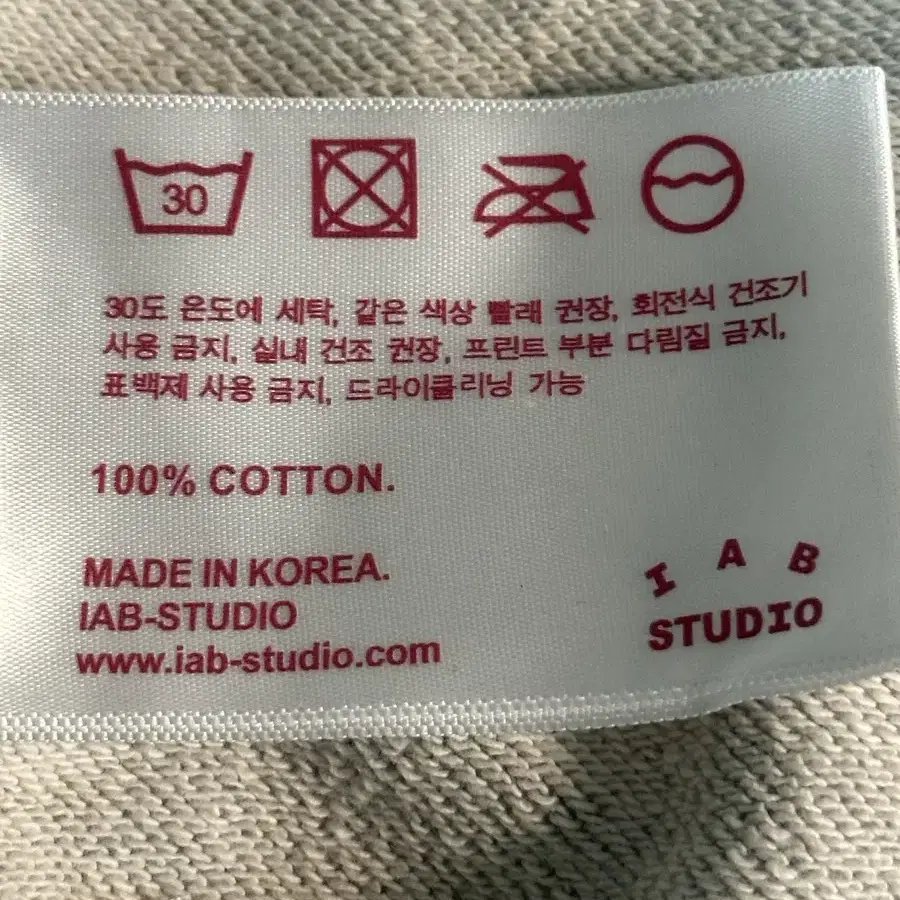 30
30도 온도에 세탁, 같은 색상 빨래 권장, 회전식 건조기
사용 금지, 실내 건조 권장, 프린트 부분 다림질 금지,
표백제 사용 금지, 드라이클리닝 가능
100% COTTON.
MADE IN KOREA.
IAB-STUDIO
www.iab-studio.com
I A B
STUDIO